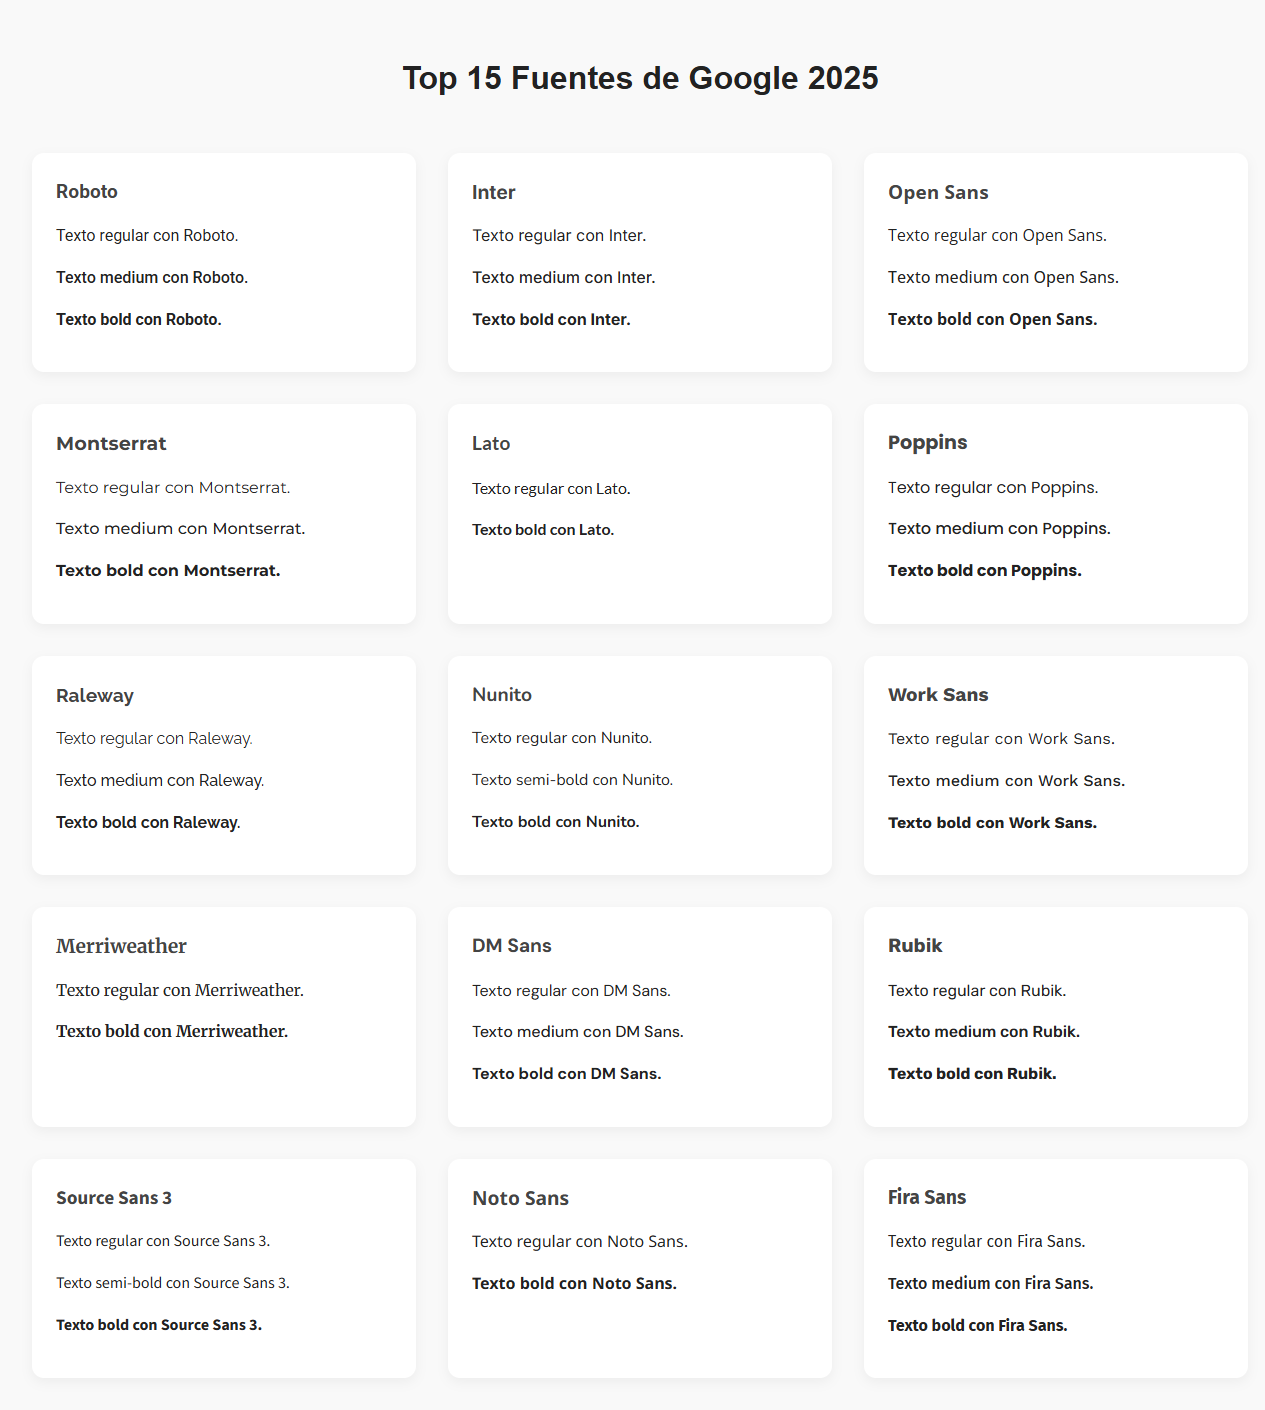 Top 15 Fuentes de Google 2025
Roboto
Texto regular con Roboto.
Texto medium con Roboto.
Texto bold con Roboto.
Inter
Texto regular con Inter.
Texto medium con Inter.
Texto bold con Inter.
Open Sans
Texto regular con Open Sans.
Texto medium con Open Sans.
Texto bold con Open Sans.
Montserrat
Texto regular con Montserrat.
Texto medium con Montserrat.
Texto bold con Montserrat.
Lato
Texto regular con Lato.
Texto bold con Lato.
Poppins
Texto regular con Poppins.
Texto medium con Poppins.
Texto bold con Poppins.
Raleway
Texto regular con Raleway.
Texto medium con Raleway.
Texto bold con Raleway.
Nunito
Texto regular con Nunito.
Texto semi-bold con Nunito.
Texto bold con Nunito.
Work Sans
Texto regular con Work Sans.
Texto medium con Work Sans.
Texto bold con Work Sans.
Merriweather
Texto regular con Merriweather.
Texto bold con Merriweather.
DM Sans
Texto regular con DM Sans.
Texto medium con DM Sans.
Texto bold con DM Sans.
Rubik
Texto regular con Rubik.
Texto medium con Rubik.
Texto bold con Rubik.
Source Sans 3
Texto regular con Source Sans 3.
Texto semi-bold con Source Sans 3.
Texto bold con Source Sans 3.
Noto Sans
Texto regular con Noto Sans.
Texto bold con Noto Sans.
Fira Sans
Texto regular con Fira Sans.
Texto medium con Fira Sans.
Texto bold con Fira Sans.